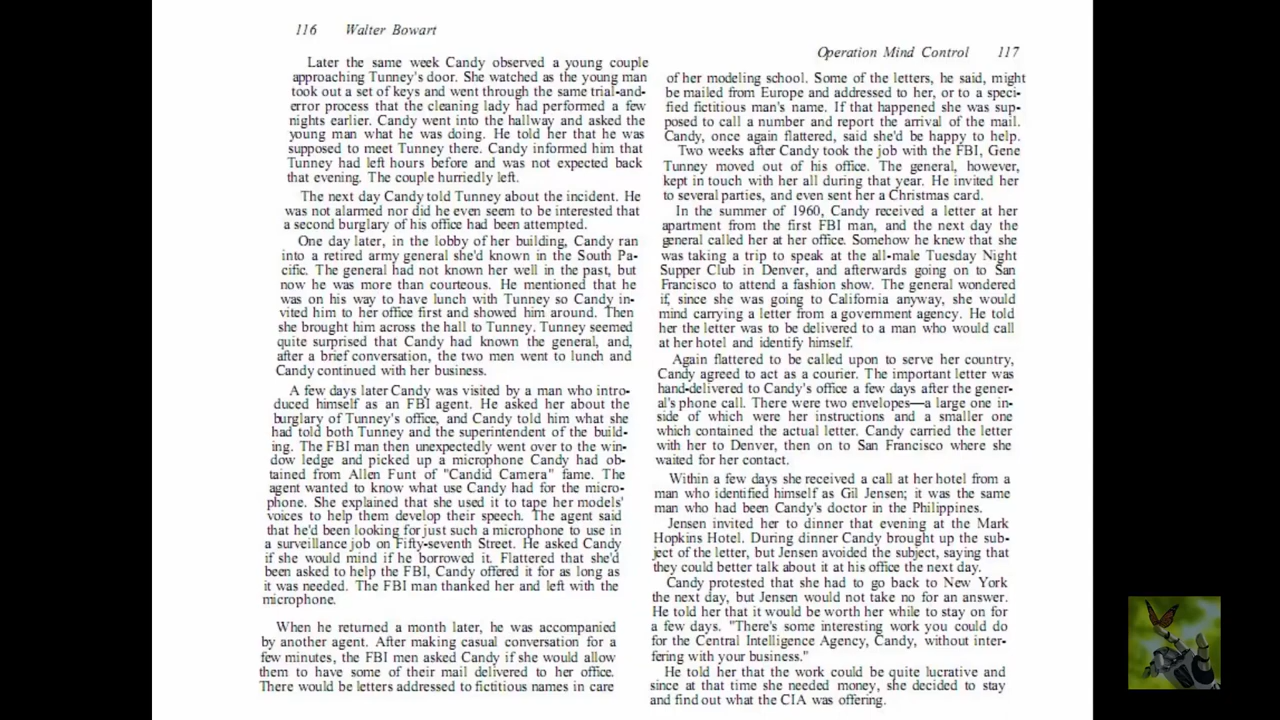 116 Walter Bowart
Later the same week Candy observed a young couple
approaching Tunney's door. She watched as the young man
took out a set of keys and went through the same trial-and-
error process that the cleaning lady had performed a few
nights earlier. Candy went into the hallway and asked the
young man what he was doing. He told her that he was
supposed to meet Tunney there. Candy informed him that
Tunney had left hours before and was not expected back
that evening. The couple hurriedly left.
The next day Candy told Tunney about the incident. He
was not alarmed nor did he even seem to be interested that
a second burglary of his office had been attempted.
One day later, in the lobby of her building, Candy ran
into a retired army general she'd known in the South Pa-
cific. The general had not known her well in the past, but
now he was more than courteous. He mentioned that he
was on his way to have lunch with Tunney so Candy in-
vited him to her office first and showed him around. Then
she brought him across the hall to Tunney. Tunney seemed
quite surprised that Candy had known the general, and,
after a brief conversation, the two men went to lunch and
Candy continued with her business.
A few days later Candy was visited by a man who intro-
duced himself as an FBI agent. He asked her about the
burglary of Tunney's office, and Candy told him what she
had told both Tunney and the superintendent of the build-
ing. The FBI man then unexpectedly went over to the win-
dow ledge and picked up a microphone Candy had ob-
tained from Allen Funt of "Candid Camera" fame. The
agent wanted to know what use Candy had for the micro-
phone. She explained that she used it to tape her models'
voices to help them develop their speech. The agent said
that he'd been looking for just such a microphone to use in
a surveillance job on Fifty-seventh Street. He asked Candy
if she would mind if he borrowed it. Flattered that she'd
been asked to help the FBI, Candy offered it for as long as
it was needed. The FBI man thanked her and left with the
microphone.
When he returned a month later, he was accompanied
by another agent. After making casual conversation for a
few minutes, the FBI men asked Candy if she would allow
them to have some of their mail delivered to her office.
There would be letters addressed to fictitious names in care
Operation Mind Control 117
of her modeling school. Some of the letters, he said, might
be mailed from Europe and addressed to her, or to a speci-
fied fictitious man's name. If that happened she was sup-
posed to call a number and report the arrival of the mail.
Candy, once again flattered, said she'd be happy to help.
Two weeks after Candy took the job with the FBI, Gene
Tunney moved out of his office. The general, however,
kept in touch with her all during that year. He invited her
to several parties, and even sent her a Christmas card.
In the summer of 1960, Candy received a letter at her
apartment from the first FBI man, and the next day the
general called her at her office. Somehow he knew that she
was taking a trip to speak at the all-male Tuesday Night
Supper Club in Denver, and afterwards going on to San
Francisco to attend a fashion show. The general wondered
if, since she was going to California anyway, she would
mind carrying a letter from a government agency. He told
her the letter was to be delivered to a man who would call
at her hotel and identify himself.
Again flattered to be called upon to serve her country,
Candy agreed to act as a courier. The important letter was
hand-delivered to Candy's office a few days after the gener-
al's phone call. There were two envelopes—a large one in-
side of which were her instructions and a smaller one
which contained the actual letter. Candy carried the letter
with her to Denver, then on to San Francisco where she
waited for her contact.
Within a few days she received a call at her hotel from a
man who identified himself as Gil Jensen; it was the same
man who had been Candy's doctor in the Philippines.
Jensen invited her to dinner that evening at the Mark
Hopkins Hotel. During dinner Candy brought up the sub-
ject of the letter, but Jensen avoided the subject, saying that
they could better talk about it at his office the next day.
Candy protested that she had to go back to New York
the next day, but Jensen would not take no for an answer.
He told her that it would be worth her while to stay on for
a few days. "There's some interesting work you could do
for the Central Intelligence Agency, Candy, without inter-
fering with your business."
He told her that the work could be quite lucrative and
since at that time she needed money, she decided to stay
and find out what the CIA was offering.